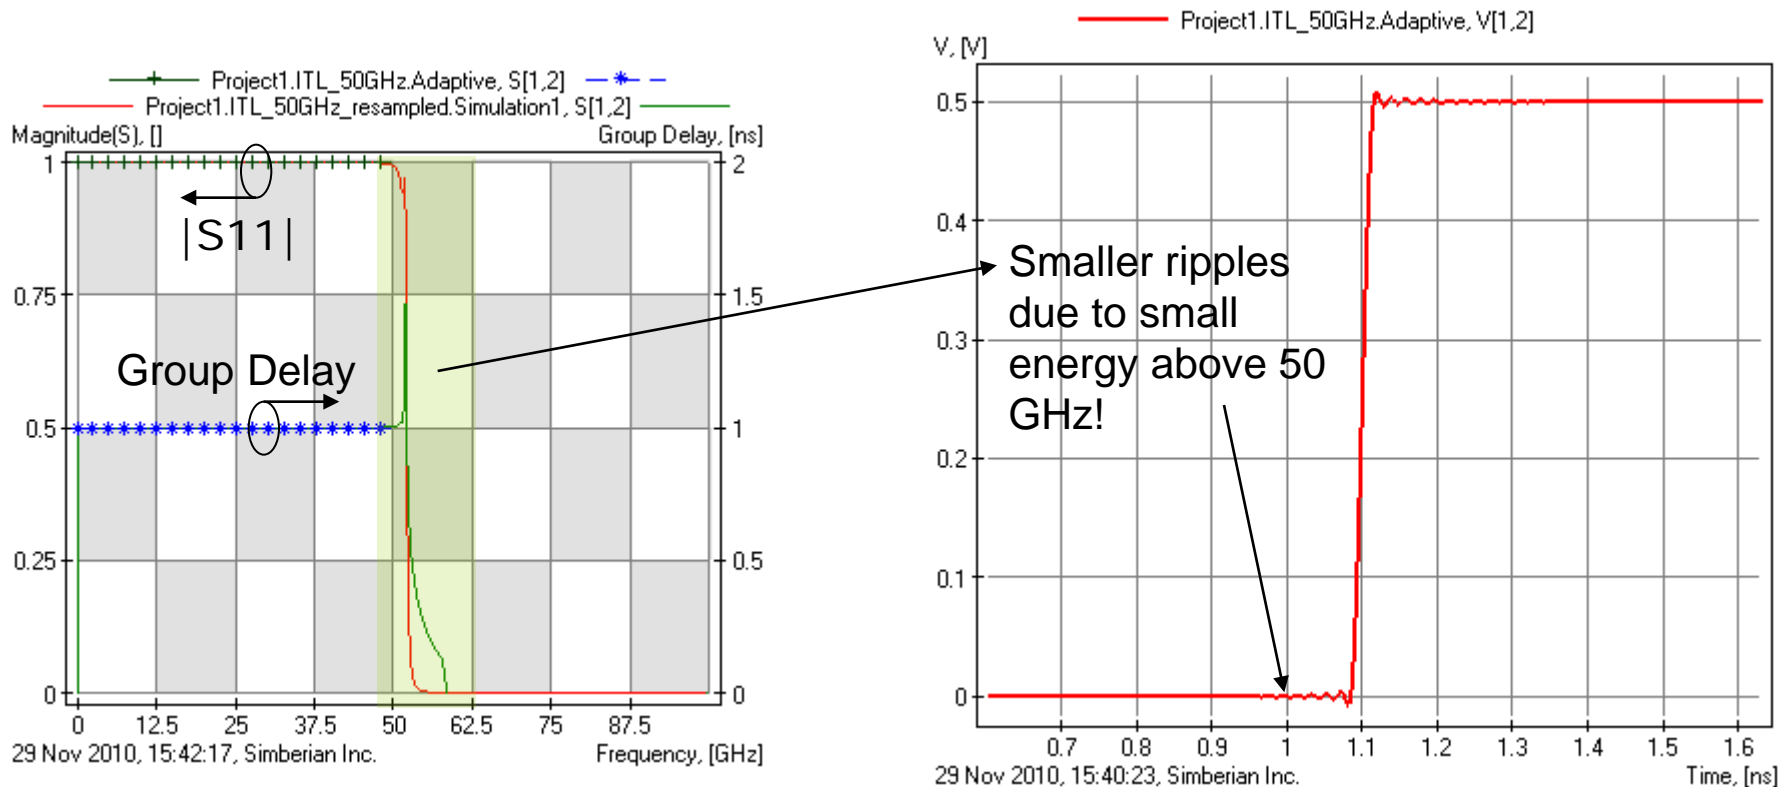 Project1.ITL_50GHz.Adaptive, S[1,2]
Project1.ITL_50GHz_resampled.Simulation1, S[1,2]
Magnitude(S), []
Group Delay, [ns]
1
0.75
0.5
0.25
0
2
1.5
1
0.5
0
|S11|
Group Delay
0 12.5 25 37.5 50 62.5 75 87.5
29 Nov 2010, 15:42:17, Simberian Inc.
Frequency, [GHz]
Project1.ITL_50GHz.Adaptive, V[1,2]
V, [V]
0.5
0.4
0.3
0.2
0.1
0
Smaller ripples
due to small
energy above 50
GHz!
0.7 0.8 0.9 1 1.1 1.2 1.3 1.4 1.5 1.6
29 Nov 2010, 15:40:23, Simberian Inc.
Time, [ns]